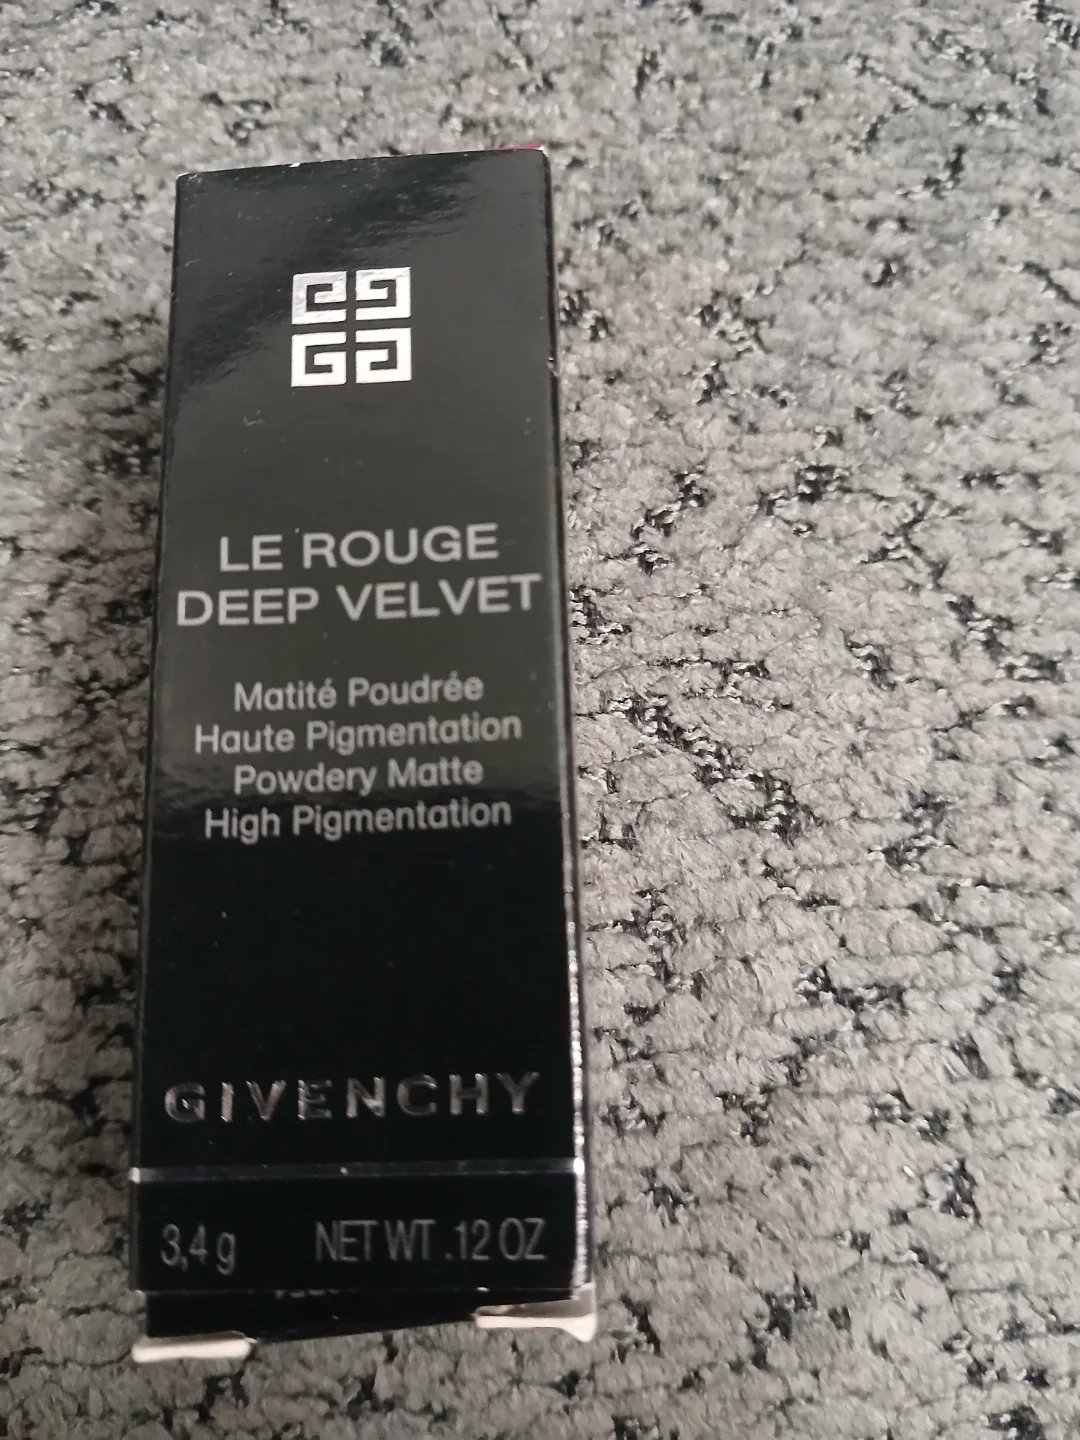 LE ROUGE
DEEP VELVET
Matité Poudrée
Haute Pigmentation
Powdery Matte
High Pigmentation
GIVENCHY
3,4 g NET WT .12 OZ